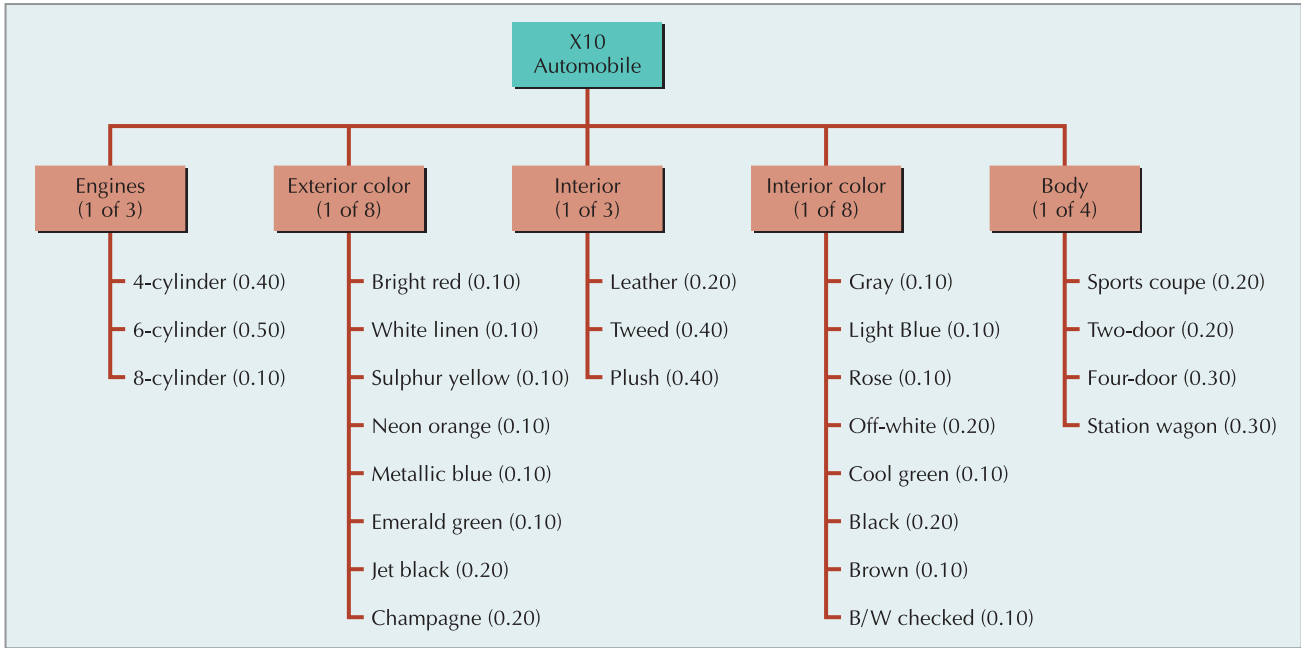 X10
Automobile
Engines
(1 of 3)
4-cylinder (0.40)
6-cylinder (0.50)
8-cylinder (0.10)
Exterior color
(1 of 8)
Bright red (0.10)
White linen (0.10)
Sulphur yellow (0.10)
Neon orange (0.10)
Metallic blue (0.10)
Emerald green (0.10)
Jet black (0.20)
Champagne (0.20)
Interior
(1 of 3)
Leather (0.20)
Tweed (0.40)
Plush (0.40)
Interior color
(1 of 8)
Gray (0.10)
Light Blue (0.10)
Rose (0.10)
Off-white (0.20)
Cool green (0.10)
Black (0.20)
Brown (0.10)
B/W checked (0.10)
Body
(1 of 4)
Sports coupe (0.20)
Two-door (0.20)
Four-door (0.30)
Station wagon (0.30)